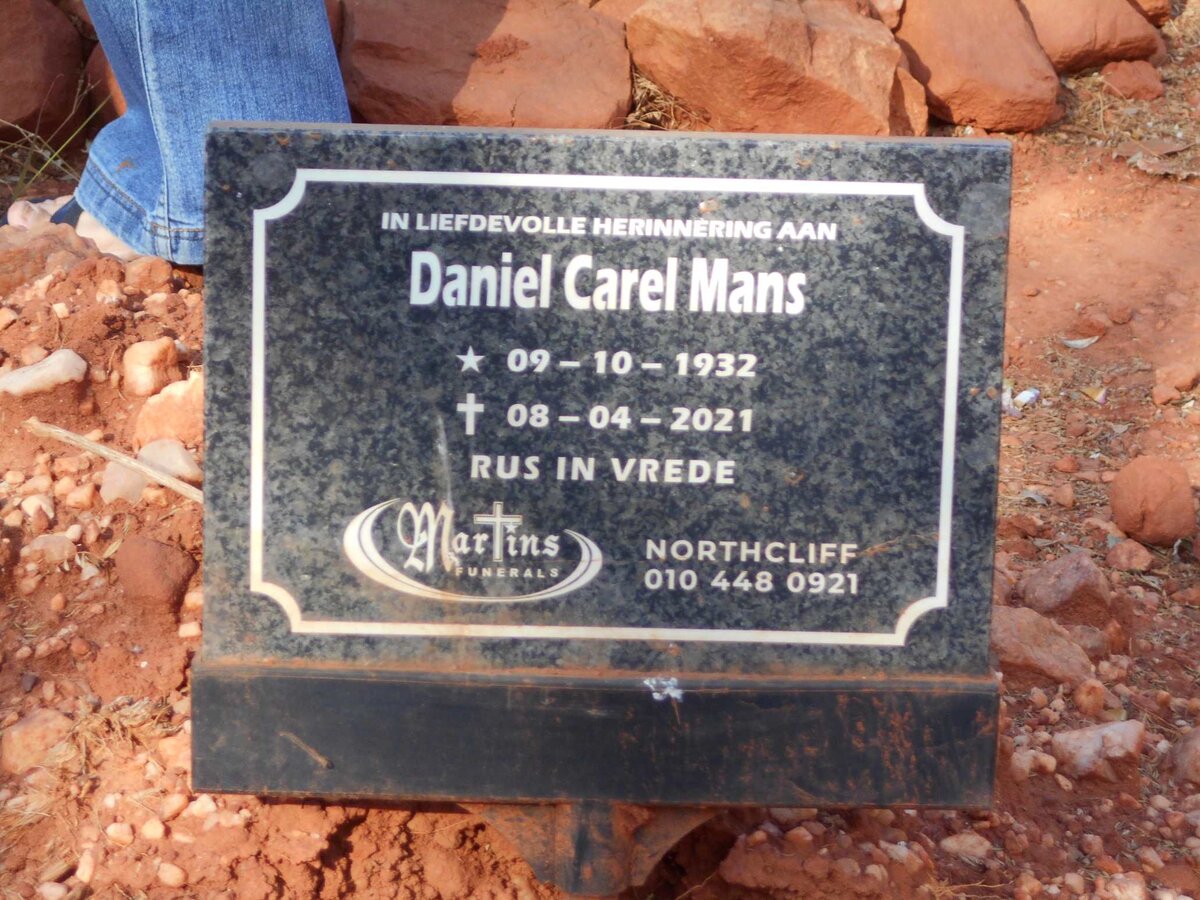 IN LIEFDEVOLLE HERINNERING AAN
Daniel Carel Mans
★ 09 – 10 – 1932
✝ 08 – 04 – 2021
RUS IN VREDE
Martins
FUNERALS
NORTHCLIFF
010 448 0921